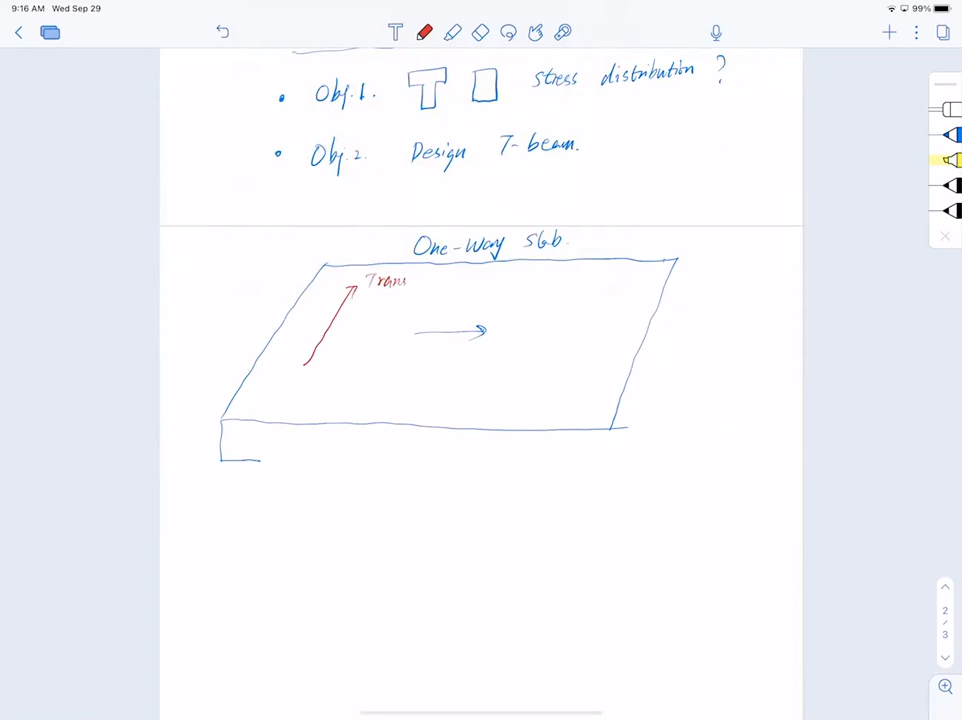 9:16 AM Wed Sep 29
99%
T
Obj.1. stress distribution ?
Obj.2. Design T-beam.
One-Way slab.
Trans
2
/
3